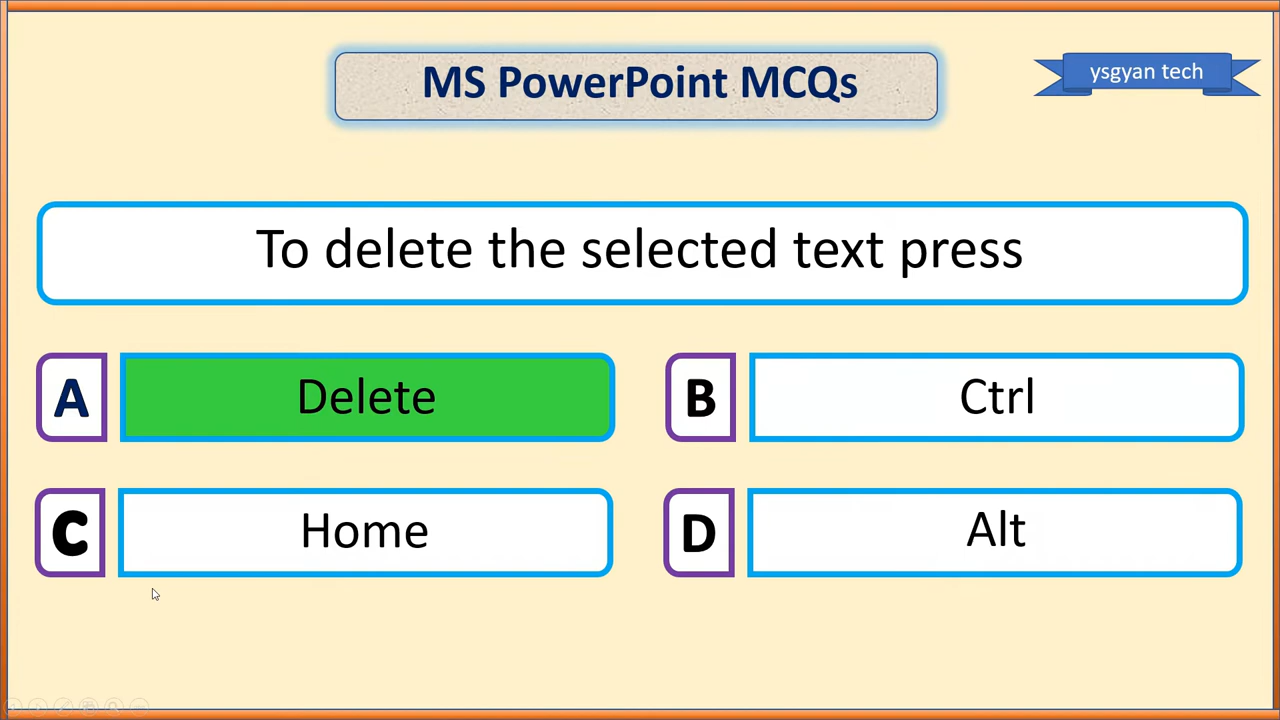 MS PowerPoint MCQs
ysgyan tech
To delete the selected text press
A Delete
B Ctrl
C Home
D Alt